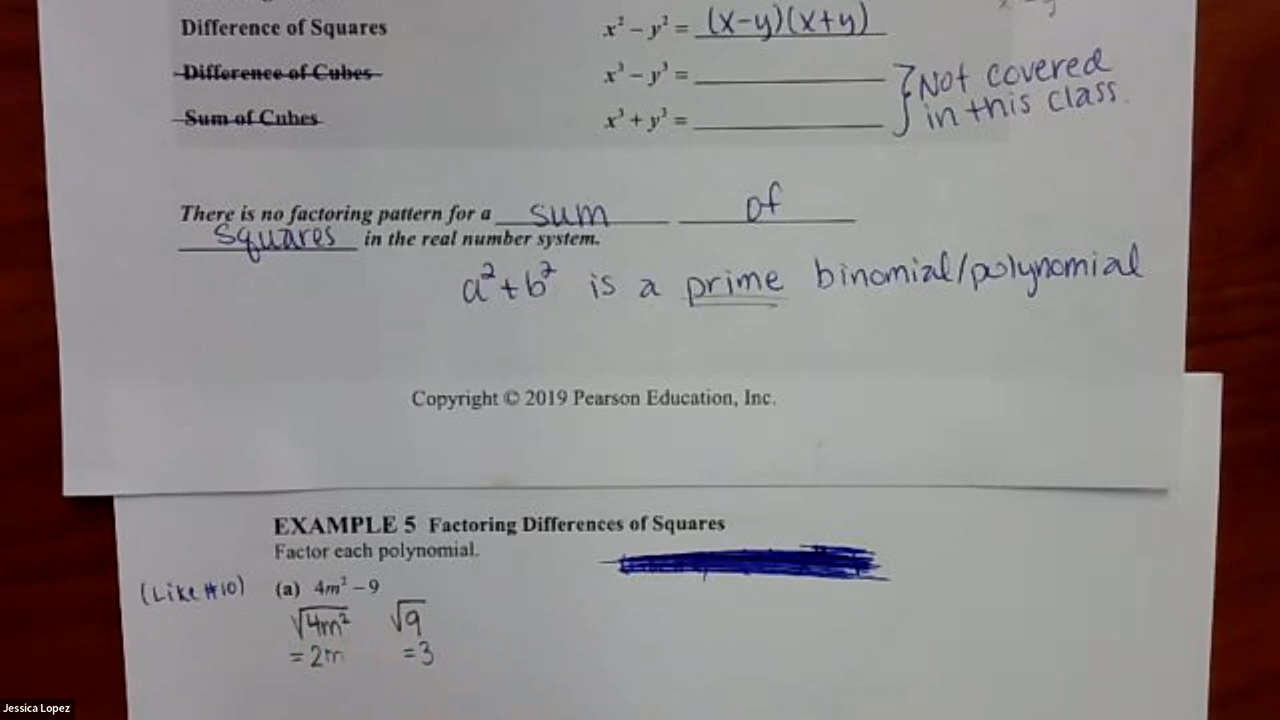 Difference of Squares x² − y² = (x-y)(x+y)
Difference of Cubes x³ − y³ = } Not covered
Sum of Cubes x³ + y³ = in this class.
There is no factoring pattern for a sum of
squares in the real number system.
a²+b² is a prime binomial/polynomial
Copyright © 2019 Pearson Education, Inc.
EXAMPLE 5 Factoring Differences of Squares
Factor each polynomial.
(Like #10) (a) 4m² − 9
√4m² √9
=2m =3
Jessica Lopez